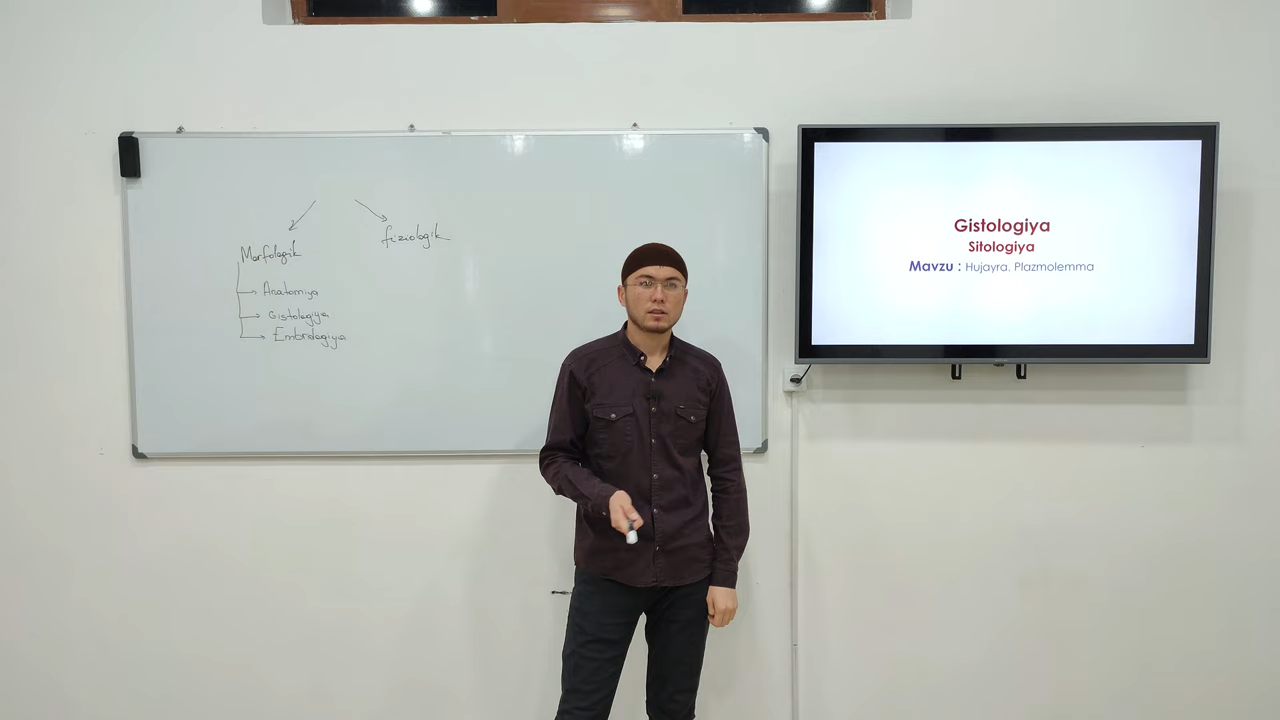 Morfologik
fiziologik
Anatomiya
Gistologiya
Embriologiya
Gistologiya
Sitologiya
Mavzu : Hujayra. Plazmolemma